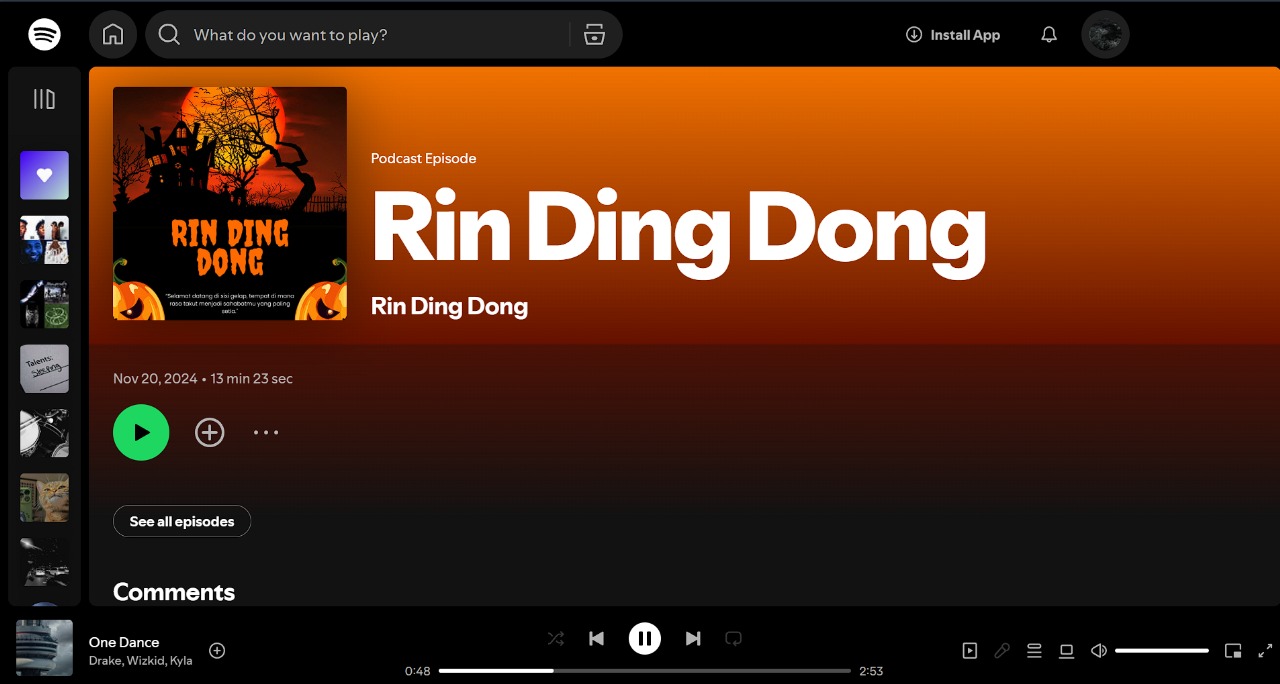 What do you want to play?
Install App
Talents:
Sleeping
RIN DING
DONG
"Selamat datang di sisi gelap, tempat di mana
rasa takut menjadi sahabatmu yang paling
setia."
Podcast Episode
Rin Ding Dong
Rin Ding Dong
Nov 20, 2024 • 13 min 23 sec
See all episodes
Comments
One Dance
Drake, Wizkid, Kyla
0:48
2:53